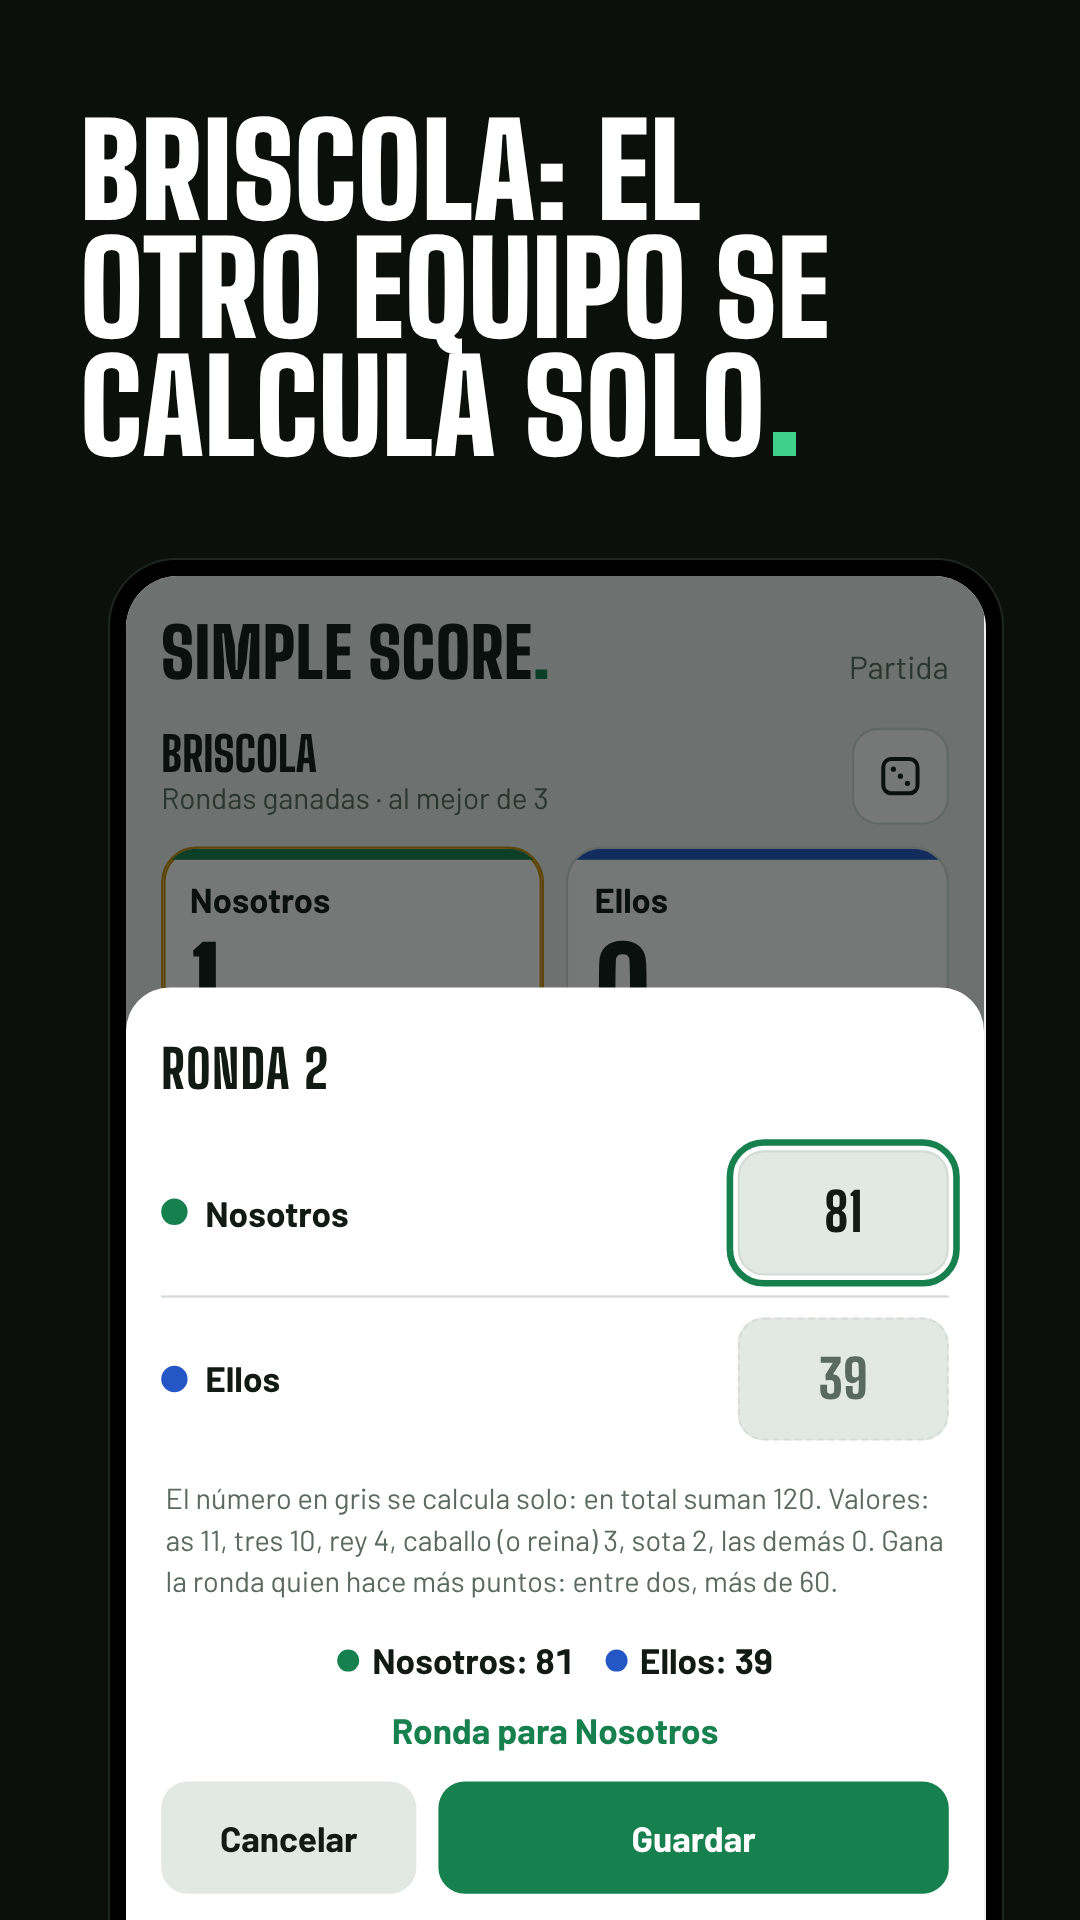 BRISCOLA: EL
OTRO EQUIPO SE
CALCULA SOLO.
SIMPLE SCORE.
Partida
BRISCOLA
Rondas ganadas · al mejor de 3
Nosotros
Ellos
1
0
RONDA 2
Nosotros
81
Ellos
39
El número en gris se calcula solo: en total suman 120. Valores:
as 11, tres 10, rey 4, caballo (o reina) 3, sota 2, las demás 0. Gana
la ronda quien hace más puntos: entre dos, más de 60.
Nosotros: 81 Ellos: 39
Ronda para Nosotros
Cancelar
Guardar